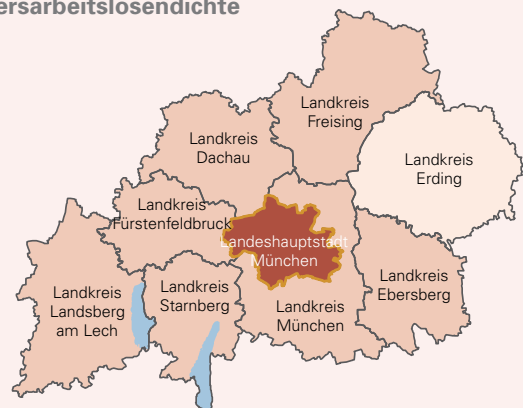 ersarbeitslosendichte
Landkreis
Freising
Landkreis
Dachau
Landkreis
Erding
Landkreis
Fürstenfeldbruck
Landeshauptstadt
München
Landkreis
Starnberg
Landkreis
Ebersberg
Landkreis
Landsberg
am Lech
Landkreis
München